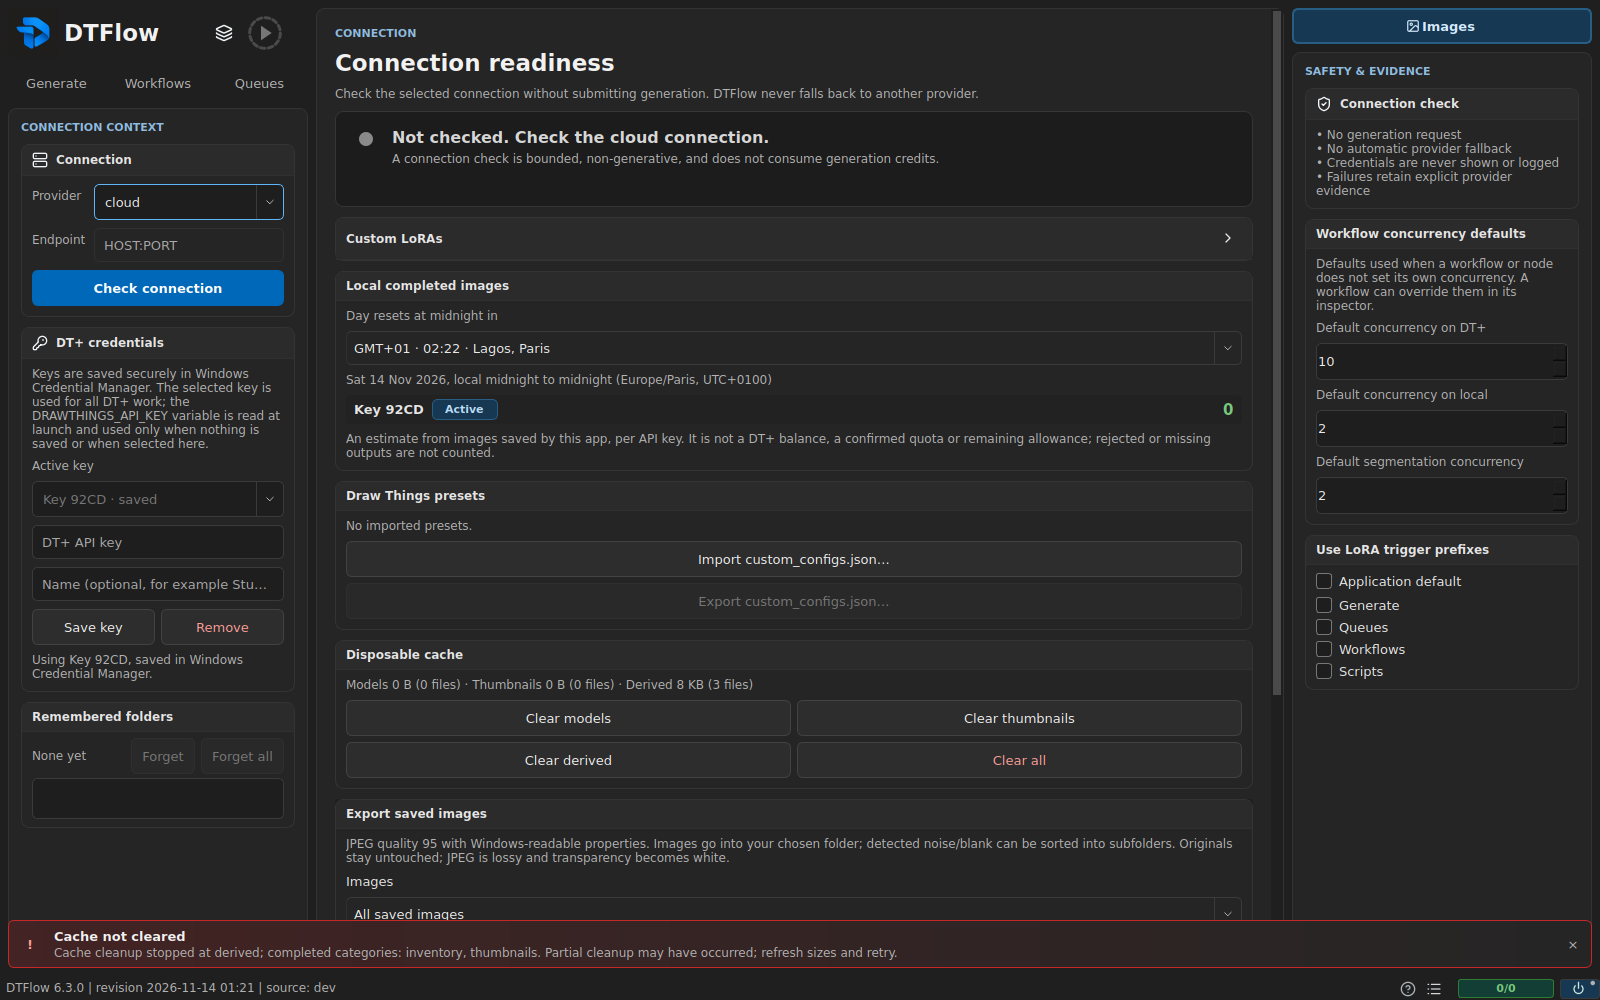 DTFlow
Generate
Workflows
Queues
CONNECTION CONTEXT
Connection
Provider
cloud
Endpoint
HOST:PORT
Check connection
DT+ credentials
Keys are saved securely in Windows
Credential Manager. The selected key is
used for all DT+ work; the
DRAWTHINGS_API_KEY variable is read at
launch and used only when nothing is
saved or when selected here.
Active key
Key 92CD · saved
DT+ API key
Name (optional, for example Stu...
Save key
Remove
Using Key 92CD, saved in Windows
Credential Manager.
Remembered folders
None yet
Forget
Forget all
CONNECTION
Connection readiness
Check the selected connection without submitting generation. DTFlow never falls back to another provider.
Not checked. Check the cloud connection.
A connection check is bounded, non-generative, and does not consume generation credits.
Custom LoRAs
Local completed images
Day resets at midnight in
GMT+01 · 02:22 · Lagos, Paris
Sat 14 Nov 2026, local midnight to midnight (Europe/Paris, UTC+0100)
Key 92CD
Active
0
An estimate from images saved by this app, per API key. It is not a DT+ balance, a confirmed quota or remaining allowance; rejected or missing
outputs are not counted.
Draw Things presets
No imported presets.
Import custom_configs.json...
Export custom_configs.json...
Disposable cache
Models 0 B (0 files) · Thumbnails 0 B (0 files) · Derived 8 KB (3 files)
Clear models
Clear thumbnails
Clear derived
Clear all
Export saved images
JPEG quality 95 with Windows-readable properties. Images go into your chosen folder; detected noise/blank can be sorted into subfolders. Originals
stay untouched; JPEG is lossy and transparency becomes white.
Images
All saved images
Images
SAFETY & EVIDENCE
Connection check
• No generation request
• No automatic provider fallback
• Credentials are never shown or logged
• Failures retain explicit provider
evidence
Workflow concurrency defaults
Defaults used when a workflow or node
does not set its own concurrency. A
workflow can override them in its
inspector.
Default concurrency on DT+
10
Default concurrency on local
2
Default segmentation concurrency
2
Use LoRA trigger prefixes
Application default
Generate
Queues
Workflows
Scripts
! Cache not cleared
Cache cleanup stopped at derived; completed categories: inventory, thumbnails. Partial cleanup may have occurred; refresh sizes and retry.
DTFlow 6.3.0 | revision 2026-11-14 01:21 | source: dev
0/0